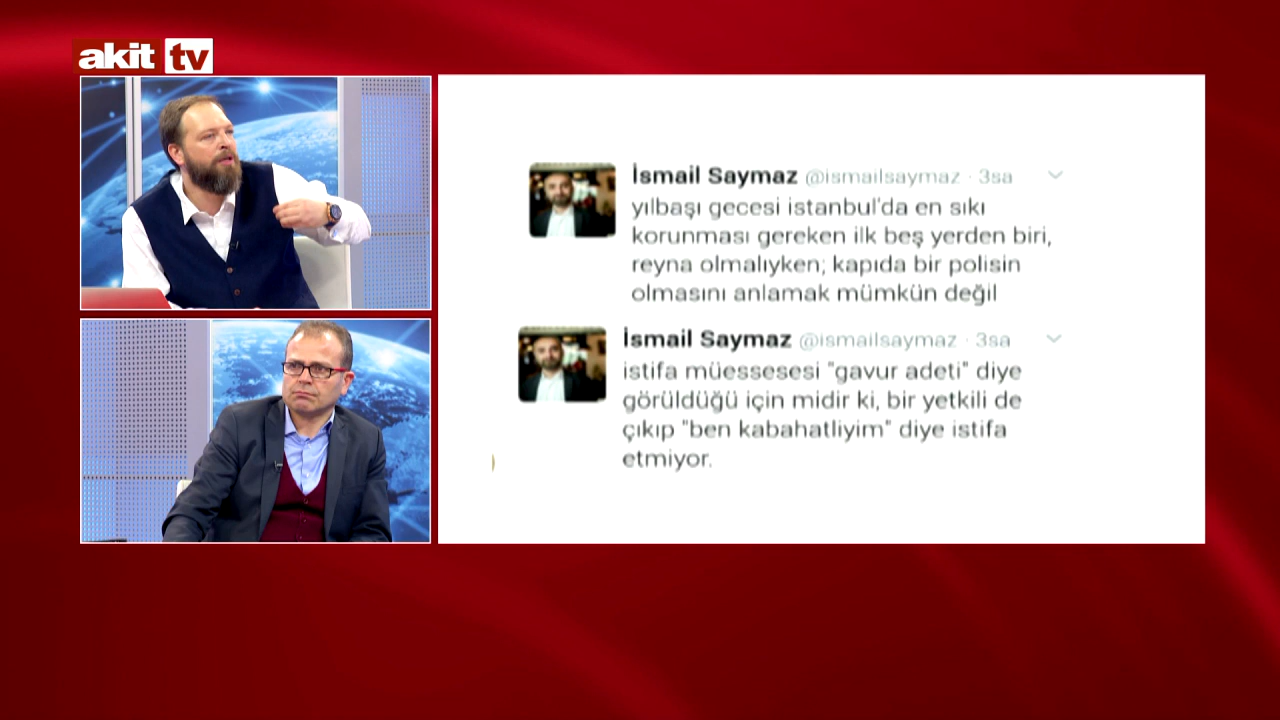 akit tv
İsmail Saymaz @ismailsaymaz · 3sa
yılbaşı gecesi istanbul'da en sıkı
korunması gereken ilk beş yerden biri,
reyna olmalıyken; kapıda bir polisin
olmasını anlamak mümkün değil
İsmail Saymaz @ismailsaymaz · 3sa
istifa müessesesi "gavur adeti" diye
görüldüğü için midir ki, bir yetkili de
çıkıp "ben kabahatliyim" diye istifa
etmiyor.